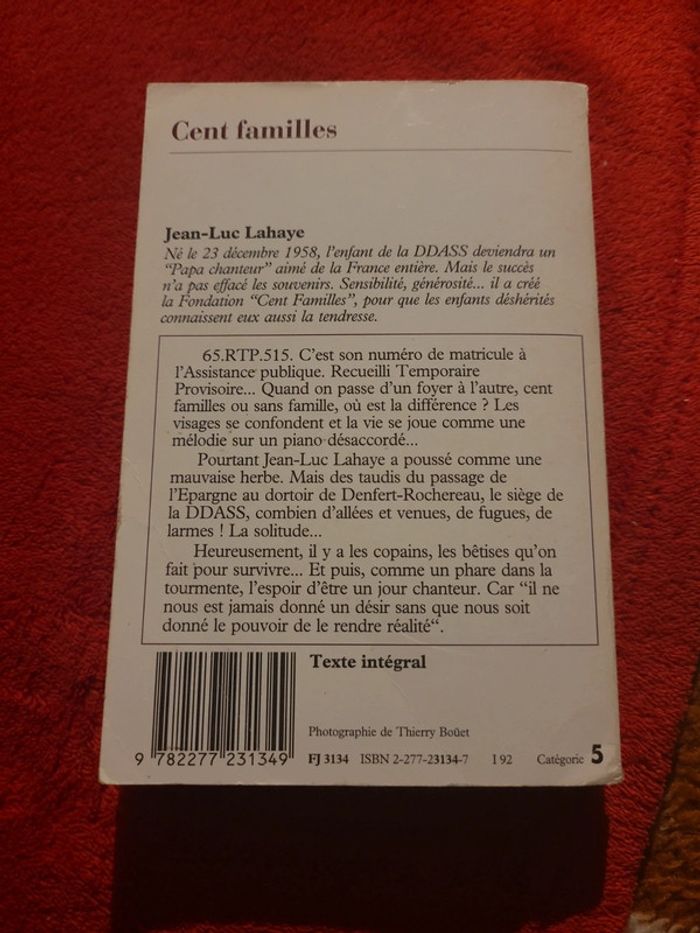 Cent familles
Jean-Luc Lahaye
Né le 23 décembre 1958, l'enfant de la DDASS deviendra un
"Papa chanteur" aimé de la France entière. Mais le succès
n'a pas effacé les souvenirs. Sensibilité, générosité... il a créé
la Fondation "Cent Familles", pour que les enfants déshérités
connaissent eux aussi la tendresse.
65.RTP.515. C'est son numéro de matricule à
l'Assistance publique. Recueilli Temporaire
Provisoire... Quand on passe d'un foyer à l'autre, cent
familles ou sans famille, où est la différence ? Les
visages se confondent et la vie se joue comme une
mélodie sur un piano désaccordé...
Pourtant Jean-Luc Lahaye a poussé comme une
mauvaise herbe. Mais des taudis du passage de
l'Epargne au dortoir de Denfert-Rochereau, le siège de
la DDASS, combien d'allées et venues, de fugues, de
larmes ! La solitude...
Heureusement, il y a les copains, les bêtises qu'on
fait pour survivre... Et puis, comme un phare dans la
tourmente, l'espoir d'être un jour chanteur. Car "il ne
nous est jamais donné un désir sans que nous soit
donné le pouvoir de le rendre réalité".
Texte intégral
Photographie de Thierry Boüet
9 782277 231349
FJ 3134 ISBN 2-277-23134-7 I 92 Catégorie 5